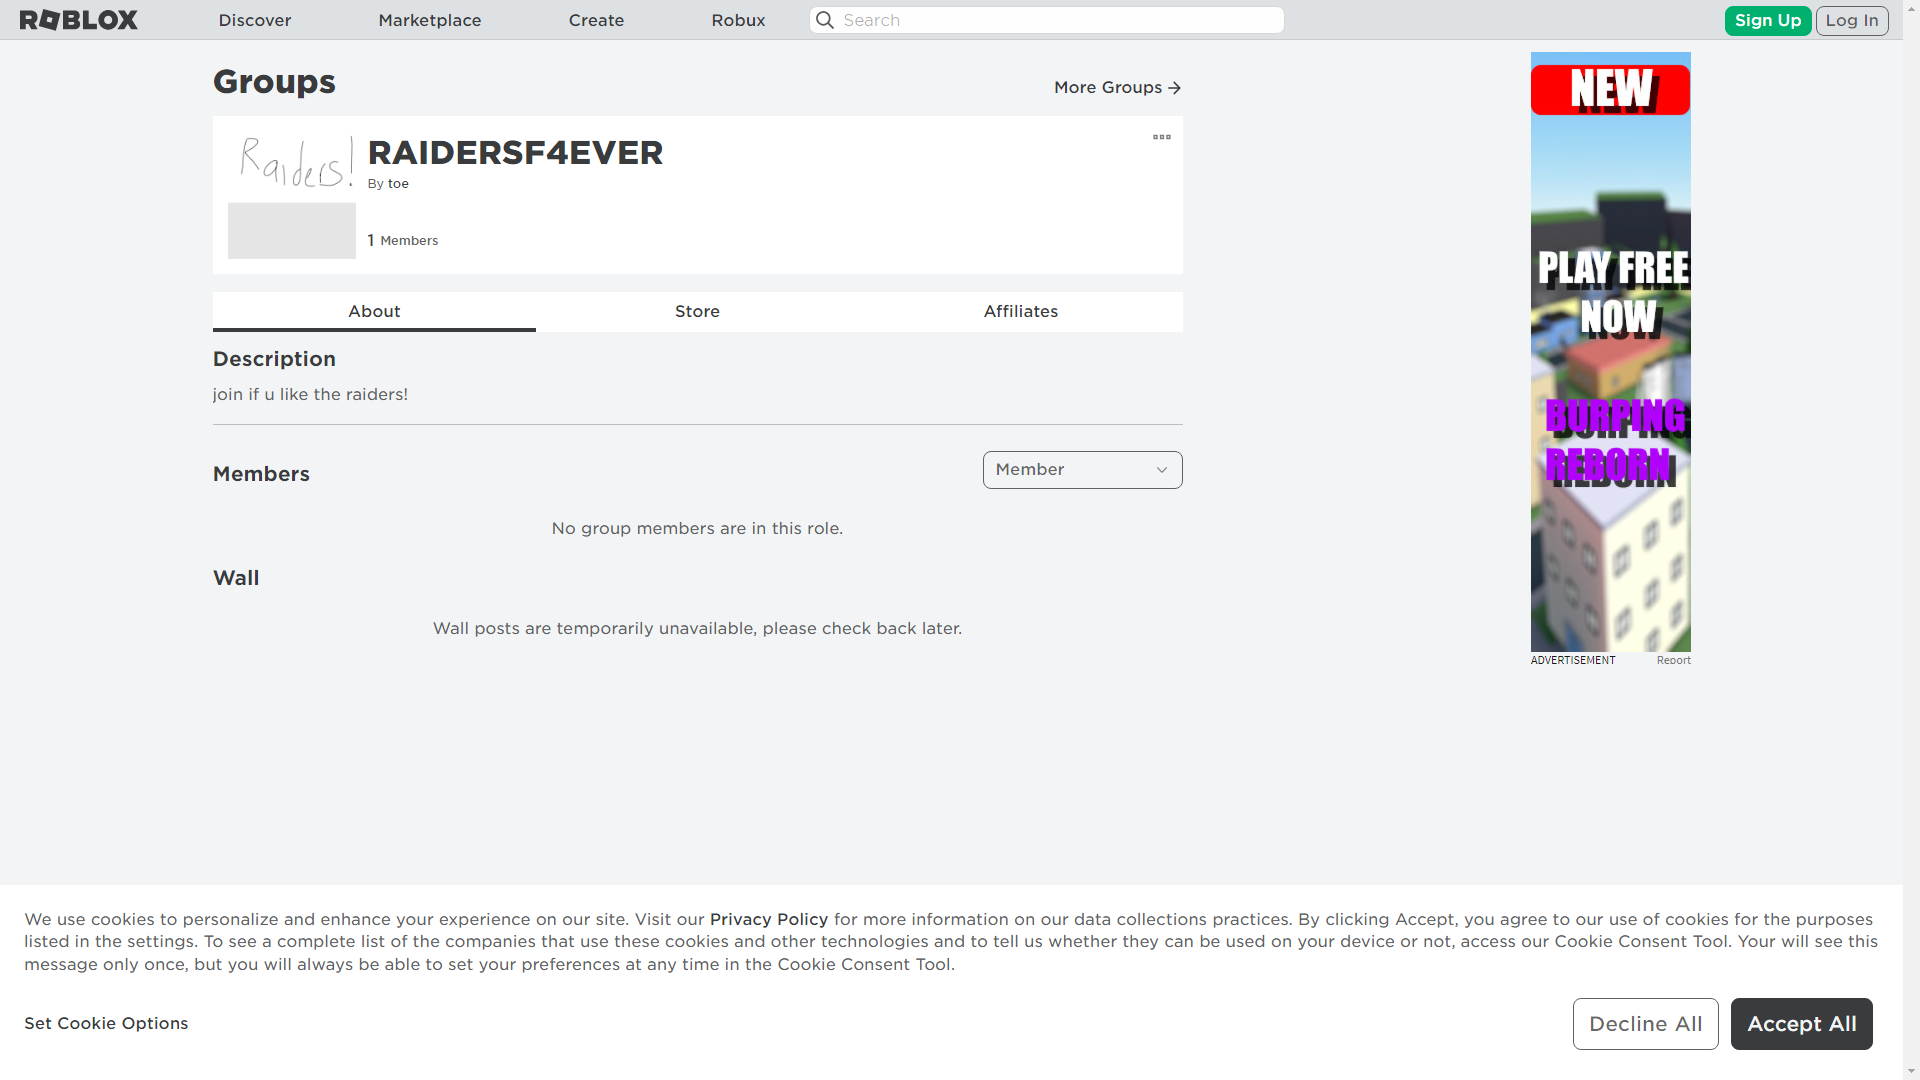 ROBLOX
Discover
Marketplace
Create
Robux
Search
Sign Up
Log In
Groups
More Groups
Raiders!
RAIDERSF4EVER
By toe
1 Members
About
Store
Affiliates
Description
join if u like the raiders!
Members
Member
No group members are in this role.
Wall
Wall posts are temporarily unavailable, please check back later.
NEW
PLAY FREE
NOW
BURPING
REBORN
ADVERTISEMENT
Report
We use cookies to personalize and enhance your experience on our site. Visit our Privacy Policy for more information on our data collections practices. By clicking Accept, you agree to our use of cookies for the purposes
listed in the settings. To see a complete list of the companies that use these cookies and other technologies and to tell us whether they can be used on your device or not, access our Cookie Consent Tool. Your will see this
message only once, but you will always be able to set your preferences at any time in the Cookie Consent Tool.
Set Cookie Options
Decline All
Accept All